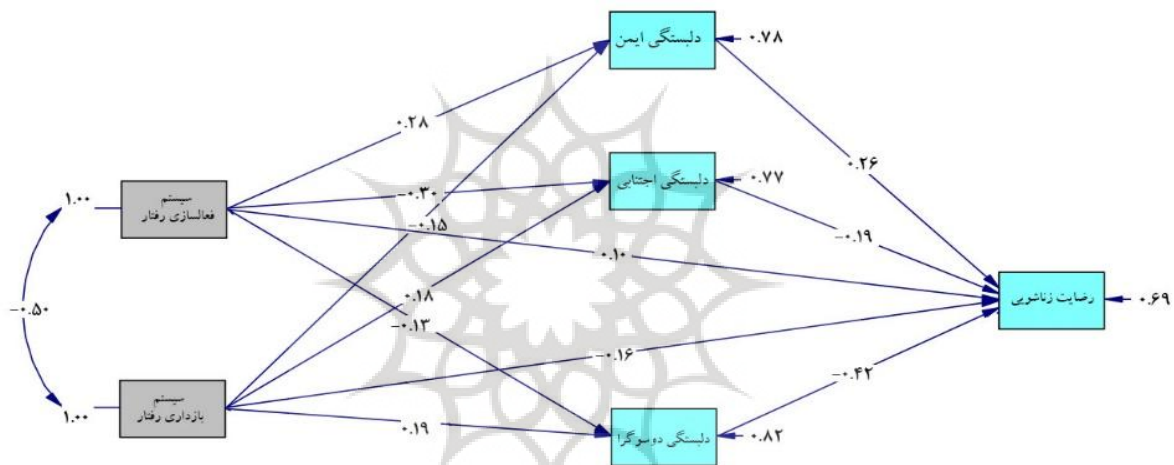 دلبستگی ایمن
۰.۷۸
۰.۲۸
۰.۲۶
دلبستگی اجتنابی
۰.۷۷
۱.۰۰
سیستم
فعالسازی رفتار
−۰.۳۰
−۰.۱۵
−۰.۱۹
۰.۱۰
رضایت زناشویی
۰.۶۹
−۰.۵۰
۰.۱۸
−۰.۱۳
−۰.۱۶
۱.۰۰
سیستم
بازداری رفتار
−۰.۴۲
۰.۱۹
دلبستگی دوسوگرا
۰.۸۲